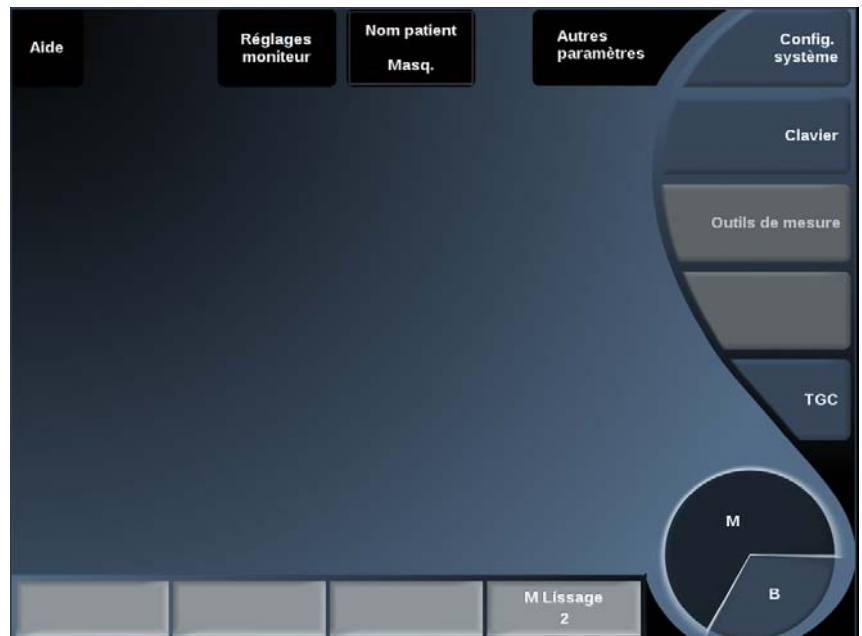 Aide
Réglages
moniteur
Nom patient
Masq.
Autres
paramètres
Config.
système
Clavier
Outils de mesure
TGC
M
B
M Lissage
2